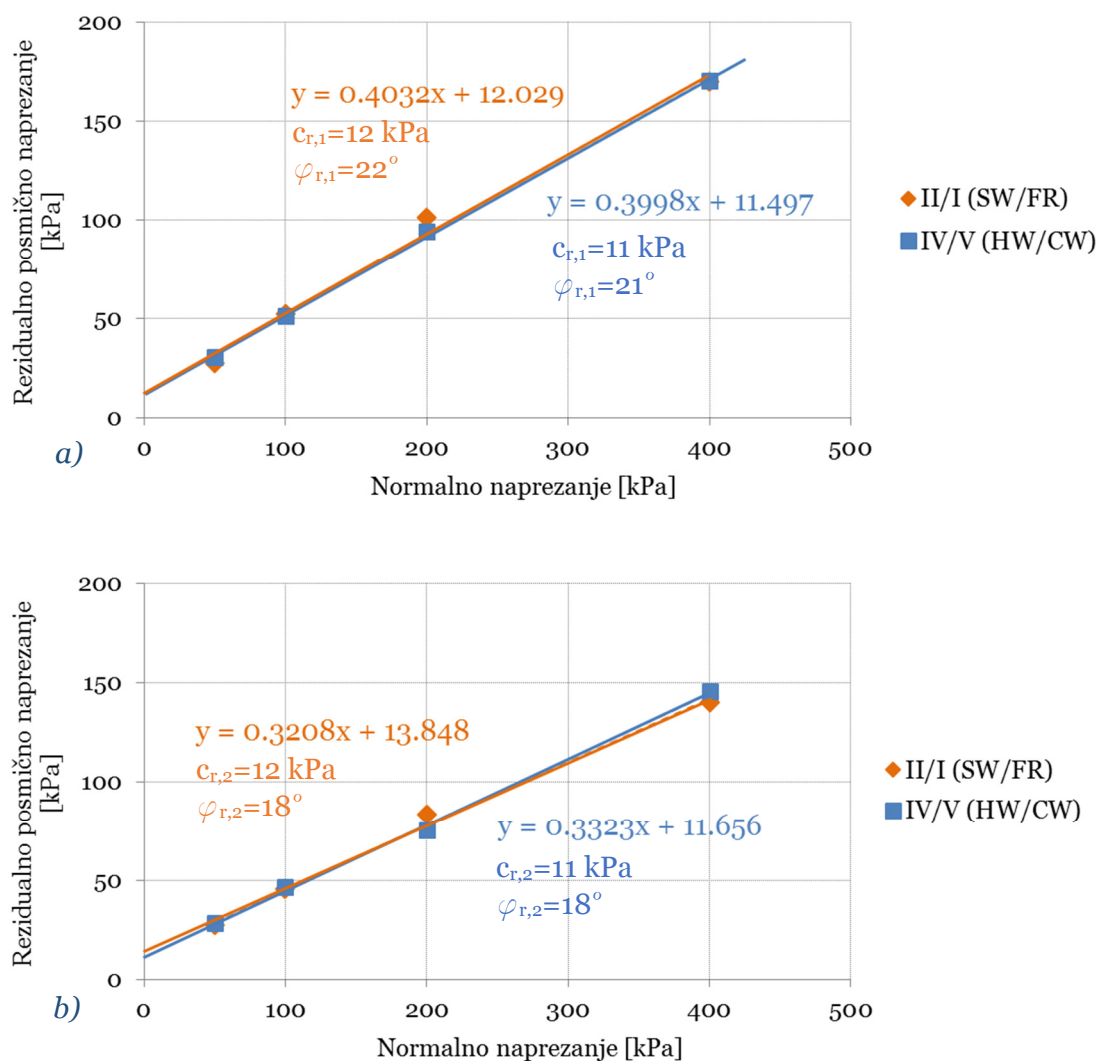 200
150
100
50
0
Rezidualno posmično naprezanje
[kPa]
y = 0.4032x + 12.029
cr,1=12 kPa
φr,1=22°
y = 0.3998x + 11.497
cr,1=11 kPa
φr,1=21°
II/I (SW/FR)
IV/V (HW/CW)
a)
0 100 200 300 400 500
Normalno naprezanje [kPa]
200
150
100
50
0
Rezidualno posmično naprezanje
[kPa]
y = 0.3208x + 13.848
cr,2=12 kPa
φr,2=18°
y = 0.3323x + 11.656
cr,2=11 kPa
φr,2=18°
II/I (SW/FR)
IV/V (HW/CW)
b)
0 100 200 300 400 500
Normalno naprezanje [kPa]